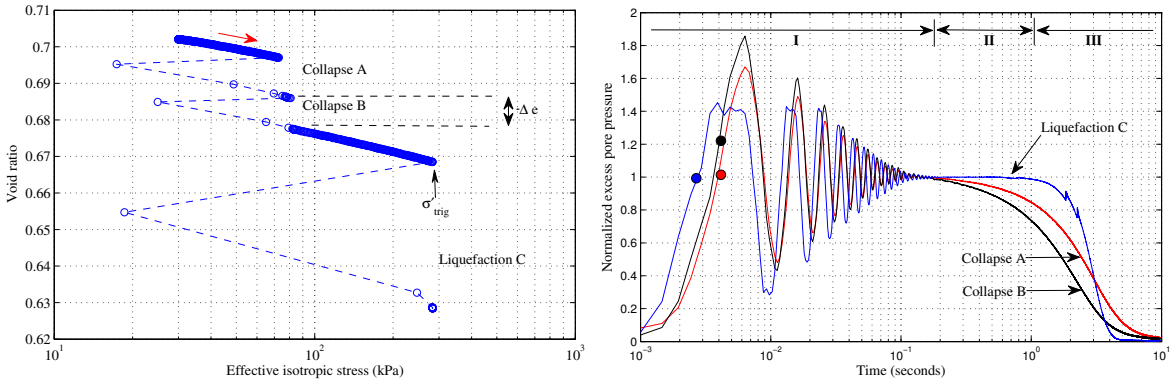 0.71
0.7
0.69
0.68
0.67
0.66
0.65
0.64
0.63
0.62
Void ratio
Collapse A
Collapse B
-Δ e
σ′trig
Liquefaction C
10^1
10^2
10^3
Effective isotropic stress (kPa)
2
1.8
1.6
1.4
1.2
1
0.8
0.6
0.4
0.2
0
Normalized excess pore pressure
I
II
III
Liquefaction C
Collapse A
Collapse B
10^−3
10^−2
10^−1
10^0
10^1
Time (seconds)